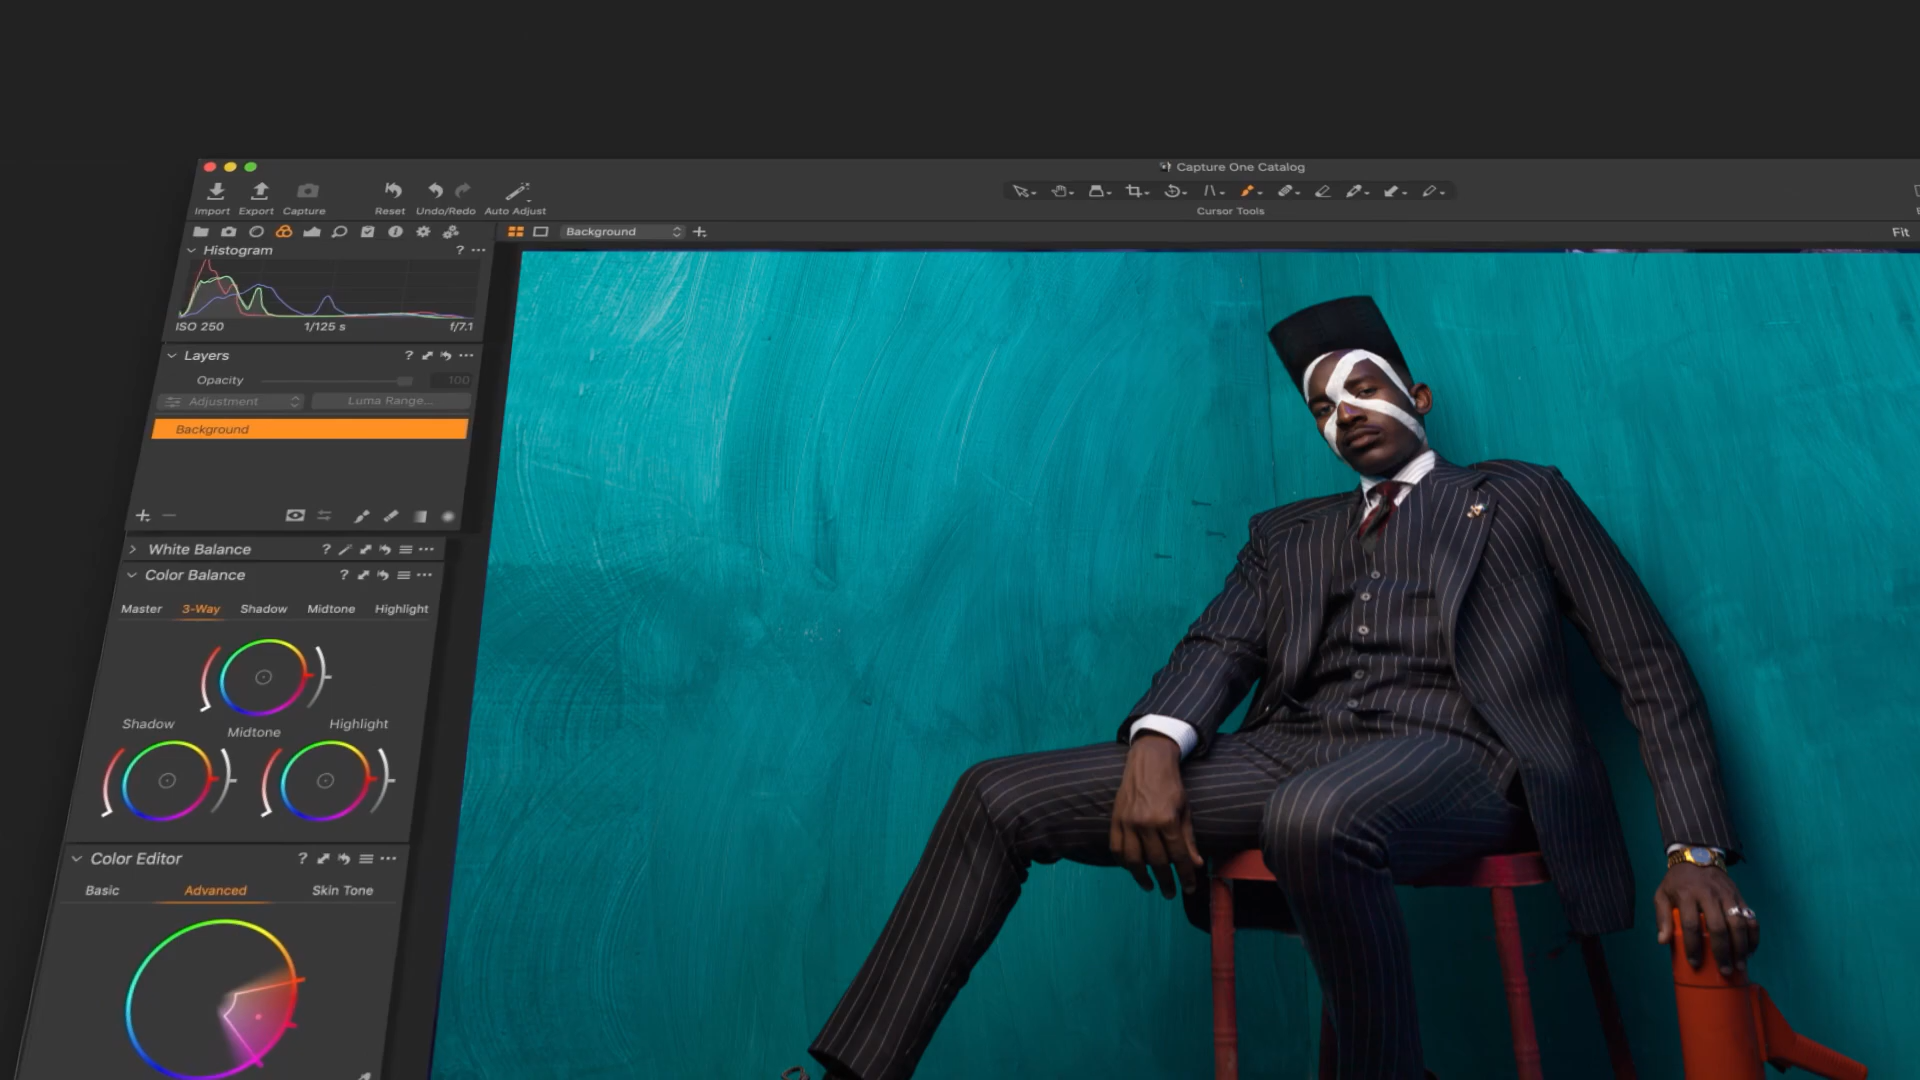 Capture One Catalog
Import Export Capture Reset Undo/Redo Auto Adjust
Cursor Tools
Background
Fit
Histogram
ISO 250 1/125 s f/7.1
Layers
Opacity 100
Adjustment Luma Range...
Background
White Balance
Color Balance
Master 3-Way Shadow Midtone Highlight
Shadow Midtone Highlight
Color Editor
Basic Advanced Skin Tone